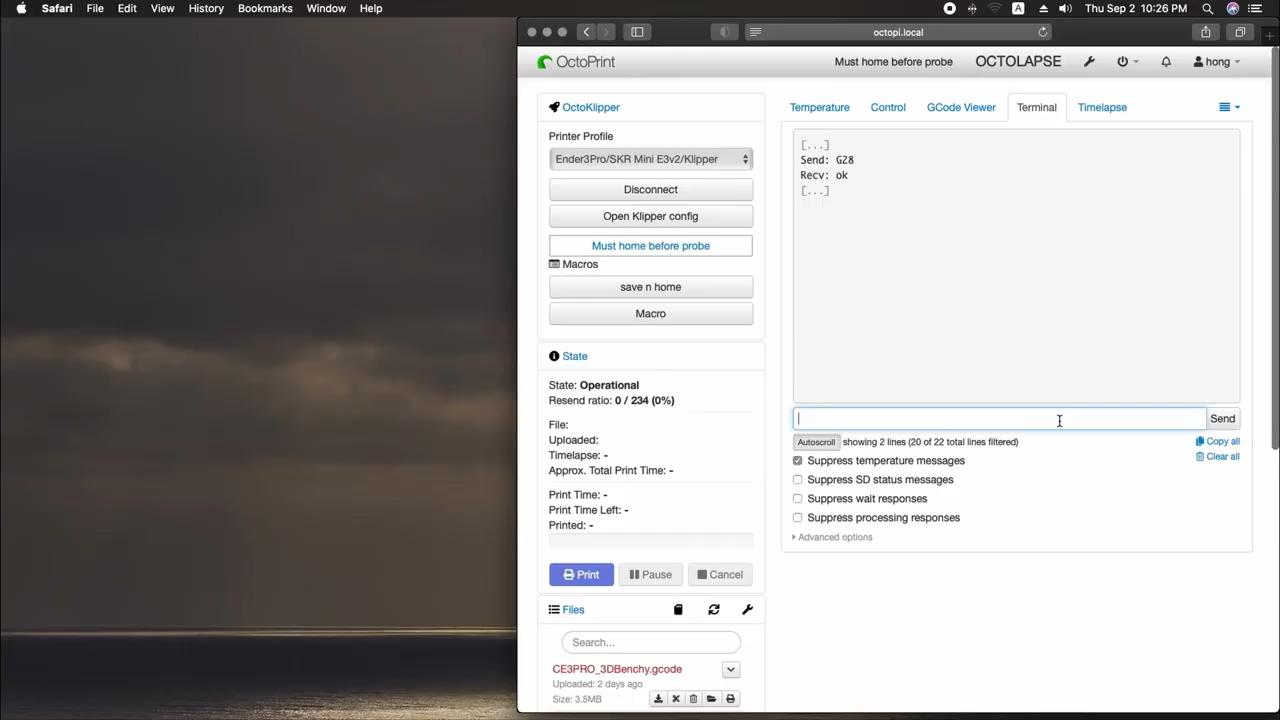 Safari File Edit View History Bookmarks Window Help
A Thu Sep 2 10:26 PM
octopi.local
OctoPrint
Must home before probe OCTOLAPSE hong
OctoKlipper
Printer Profile
Ender3Pro/SKR Mini E3v2/Klipper
Disconnect
Open Klipper config
Must home before probe
Macros
save n home
Macro
State
State: Operational
Resend ratio: 0 / 234 (0%)
File:
Uploaded:
Timelapse: -
Approx. Total Print Time: -
Print Time: -
Print Time Left: -
Printed: -
Print Pause Cancel
Files
Search...
CE3PRO_3DBenchy.gcode
Uploaded: 2 days ago
Size: 3.5MB
Temperature Control GCode Viewer Terminal Timelapse
[...]
Send: G28
Recv: ok
[...]
Send
Autoscroll showing 2 lines (20 of 22 total lines filtered) Copy all
Clear all
Suppress temperature messages
Suppress SD status messages
Suppress wait responses
Suppress processing responses
Advanced options